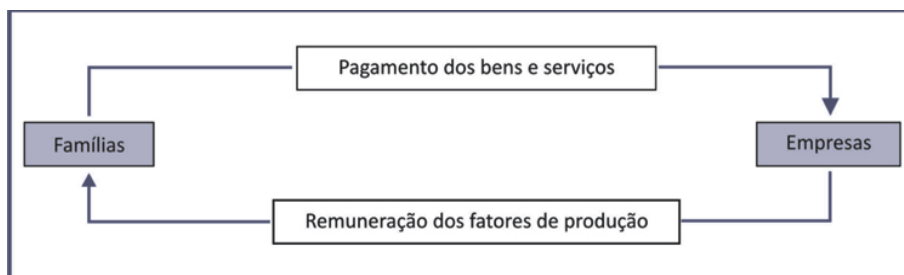 Pagamento dos bens e serviços
Famílias
Empresas
Remuneração dos fatores de produção